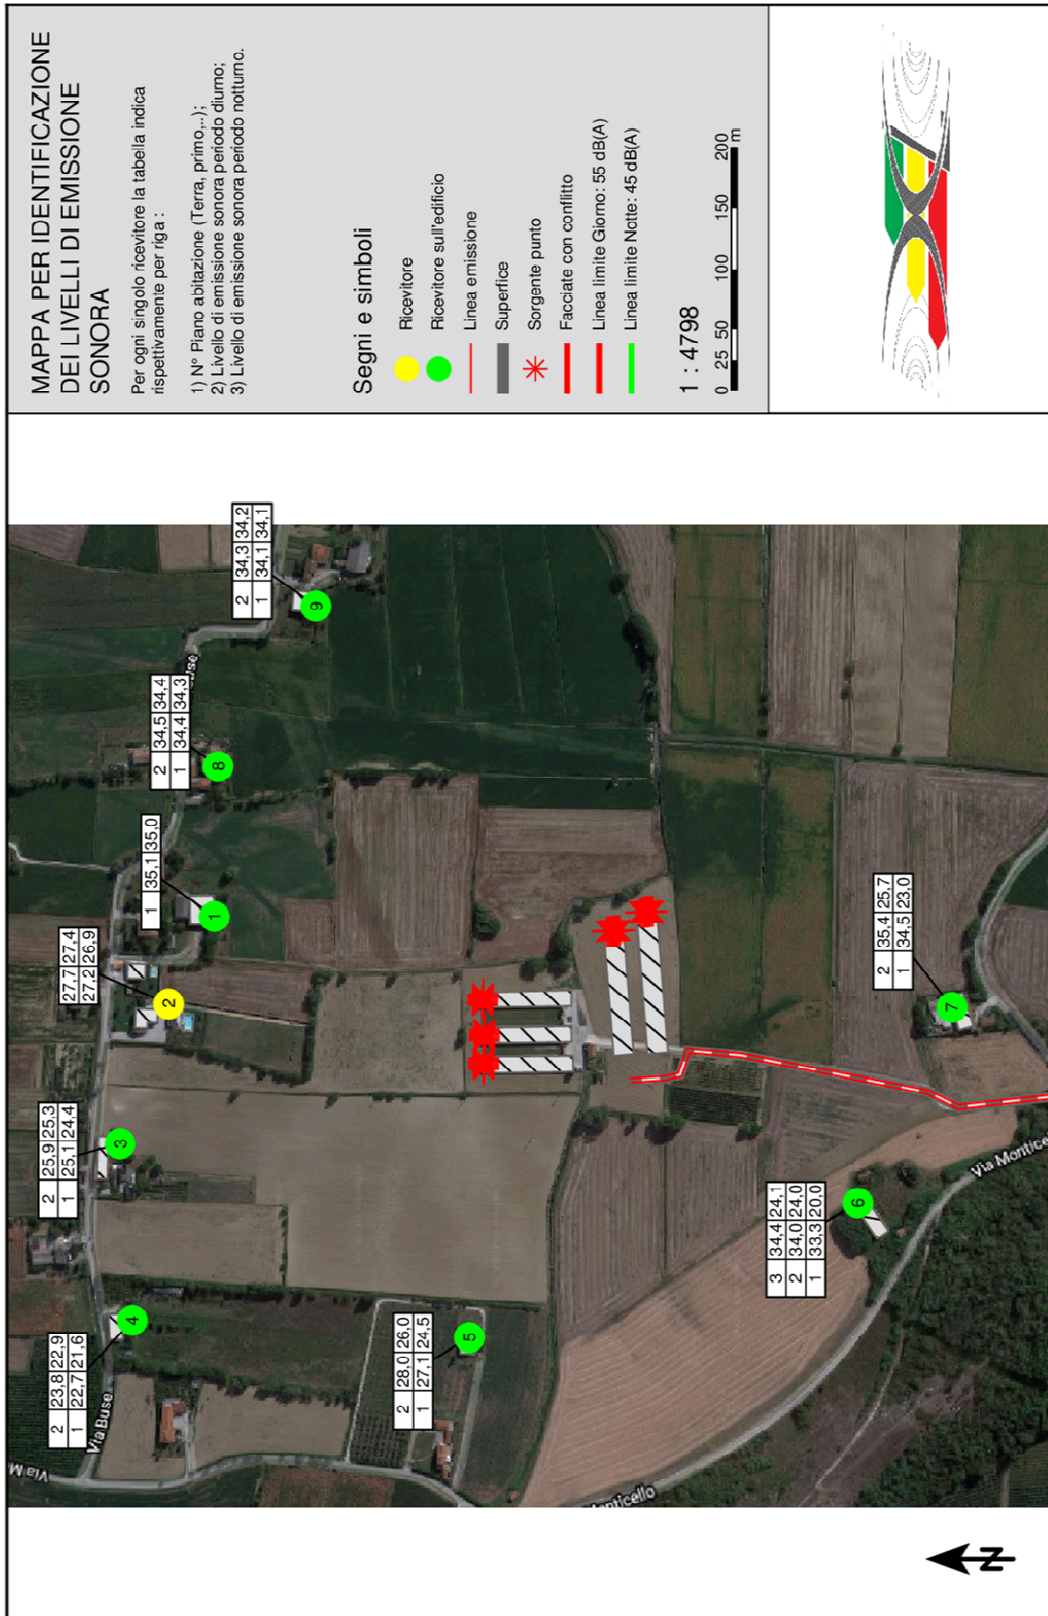 MAPPA PER IDENTIFICAZIONE
DEI LIVELLI DI EMISSIONE
SONORA
Per ogni singolo ricevitore la tabella indica
rispettivamente per riga :
1) N° Piano abitazione (Terra, primo,..);
2) Livello di emissione sonora periodo diurno;
3) Livello di emissione sonora periodo notturno.
Segni e simboli
Ricevitore
Ricevitore sull'edificio
Linea emissione
Superfice
Sorgente punto
Facciate con conflitto
Linea limite Giorno: 55 dB(A)
Linea limite Notte: 45 dB(A)
1 : 4798
0 25 50 100 150 200
m
2 23,8 22,9
1 22,7 21,6
4
2 25,9 25,3
1 25,1 24,4
3
27,7 27,4
27,2 26,9
2
1 35,1 35,0
1
2 34,5 34,4
1 34,4 34,3
8
2 34,3 34,2
1 34,1 34,1
9
2 28,0 26,0
1 27,1 24,5
5
3 34,4 24,1
2 34,0 24,0
1 33,3 20,0
6
2 35,4 25,7
1 34,5 23,0
7
Via M
Via Buse
use
onticello
Via Montice
N